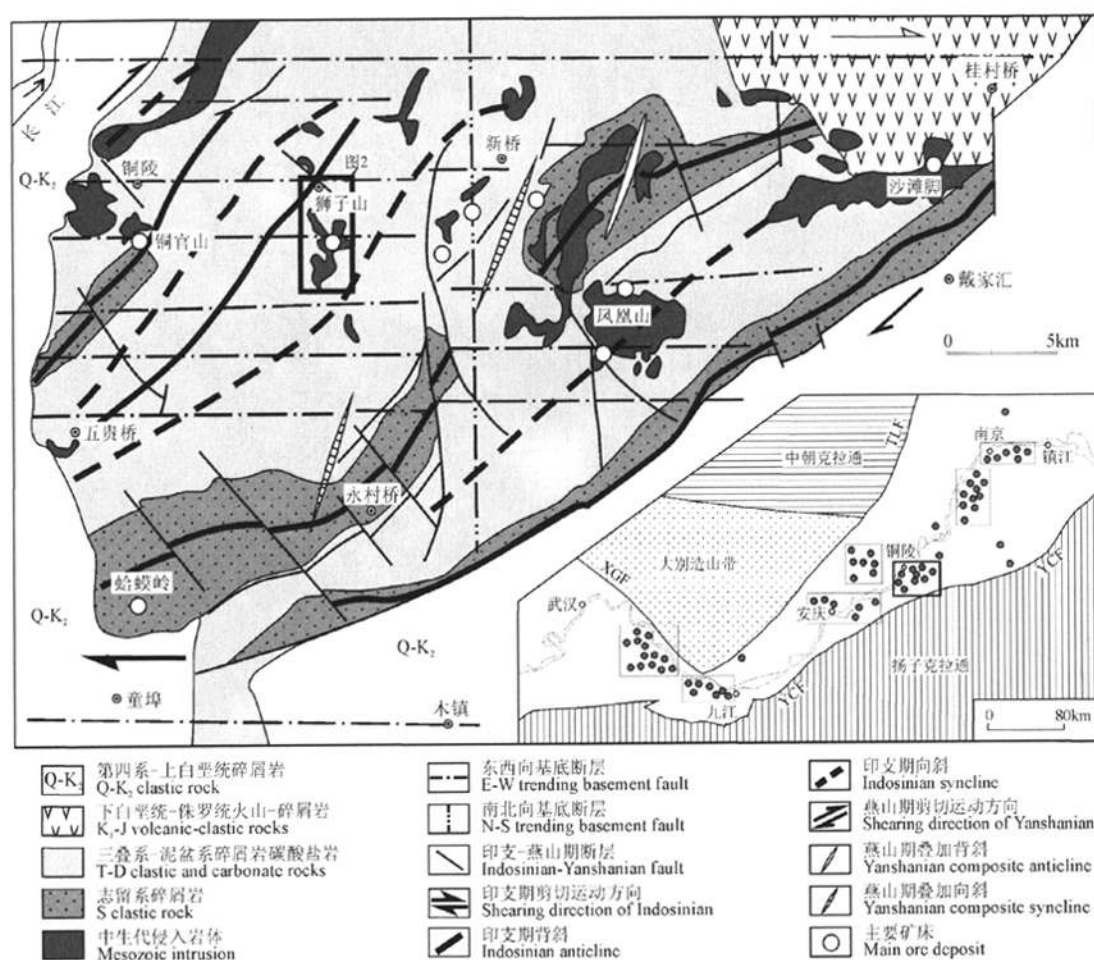 桂村桥
长江
新桥
铜陵
图2
Q-K₂
狮子山
沙滩脚
铜官山
戴家汇
凤凰山
5km
0
五贵桥
南京
镇江
TLF
中朝克拉通
永村桥
铜陵
YCF
大别造山带
XGF
蛤蟆岭
武汉
安庆
Q-K₂
Q-K₂
扬子克拉通
童埠
YCF
九江
木镇
0 80km
Q-K₂
第四系-上白垩统碎屑岩
Q-K₂ clastic rock
下白垩统-侏罗统火山-碎屑岩
K₁-J volcanic-clastic rocks
三叠系-泥盆系碎屑岩碳酸盐岩
T-D clastic and carbonate rocks
志留系碎屑岩
S clastic rock
中生代侵入岩体
Mesozoic intrusion
东西向基底断层
E-W trending basement fault
南北向基底断层
N-S trending basement fault
印支-燕山期断层
Indosinian-Yanshanian fault
印支期剪切运动方向
Shearing direction of Indosinian
印支期背斜
Indosinian anticline
印支期向斜
Indosinian syncline
燕山期剪切运动方向
Shearing direction of Yanshanian
燕山期叠加背斜
Yanshanian composite anticline
燕山期叠加向斜
Yanshanian composite syncline
主要矿床
Main ore deposit